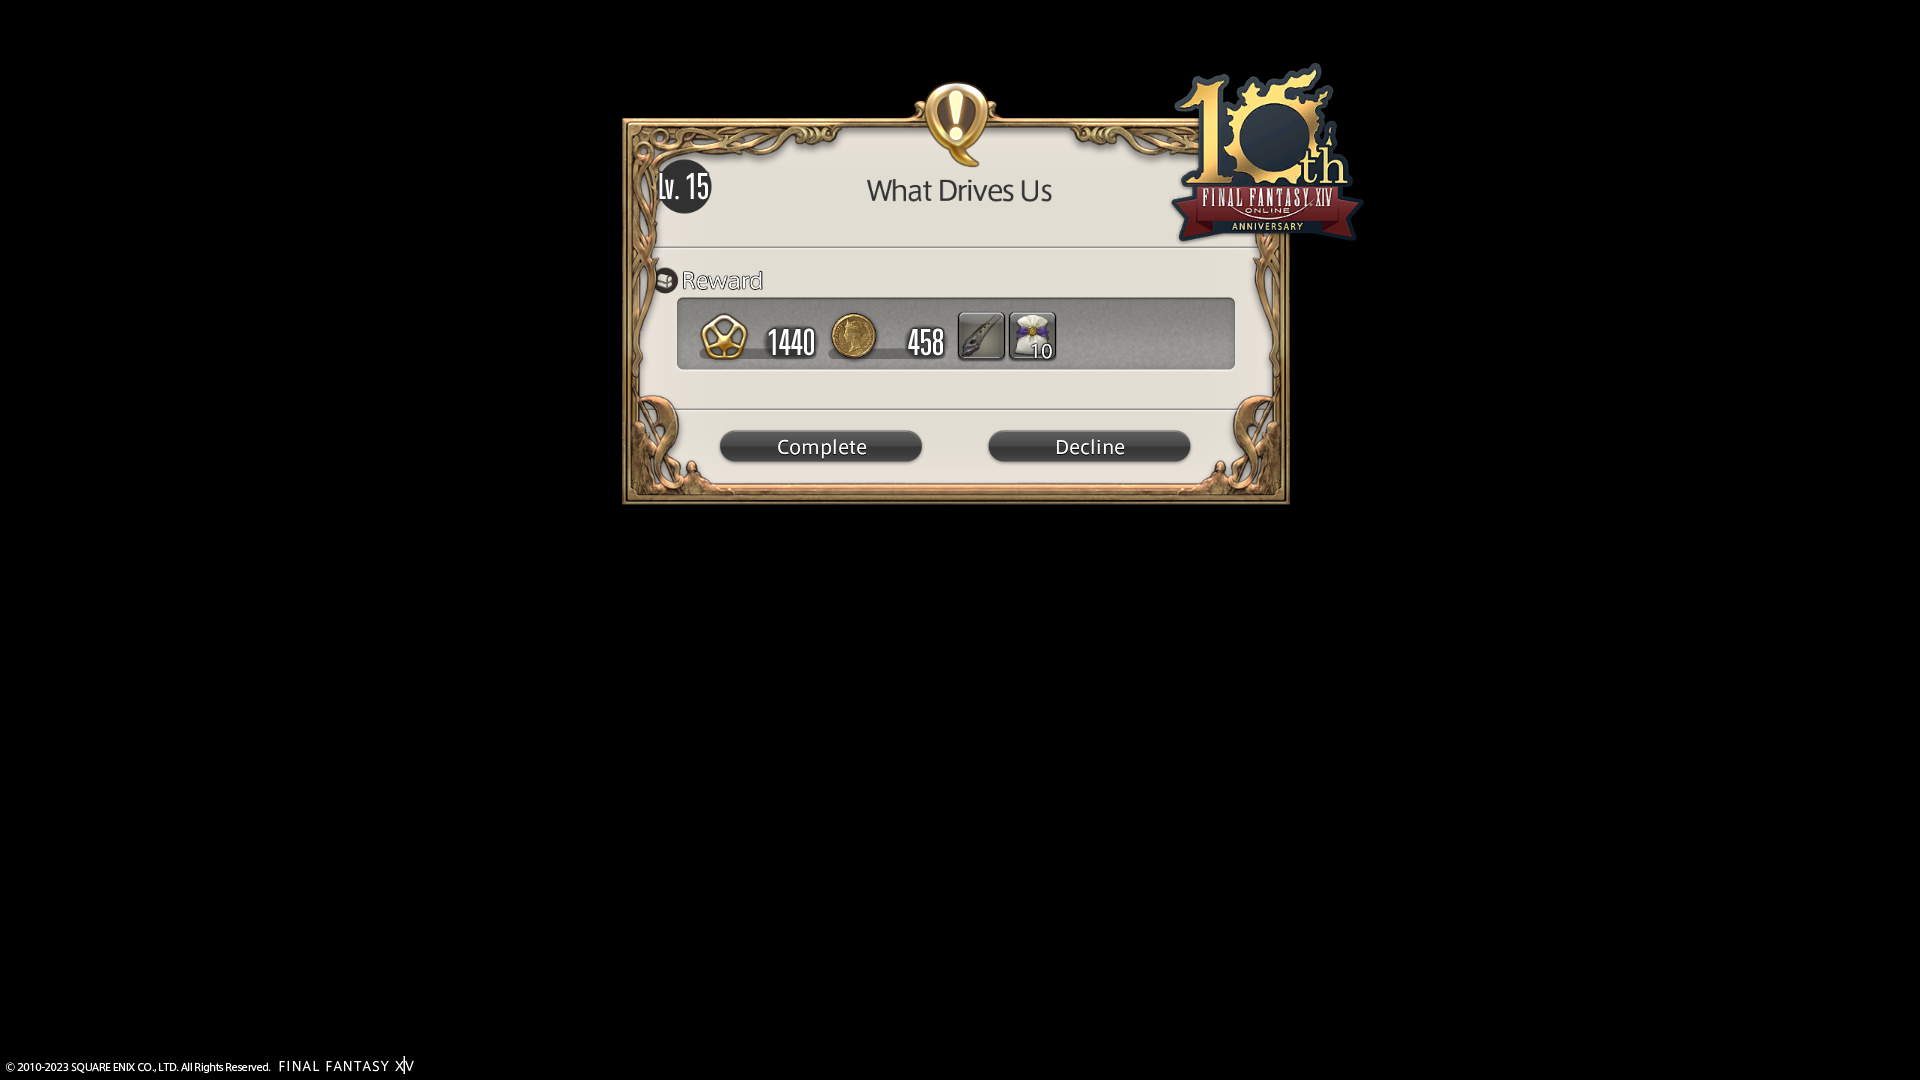 10th
FINAL FANTASY XIV
ONLINE
ANNIVERSARY
Lv. 15
What Drives Us
Reward
1440 458 10
Complete Decline
© 2010-2023 SQUARE ENIX CO., LTD. All Rights Reserved. FINAL FANTASY XIV